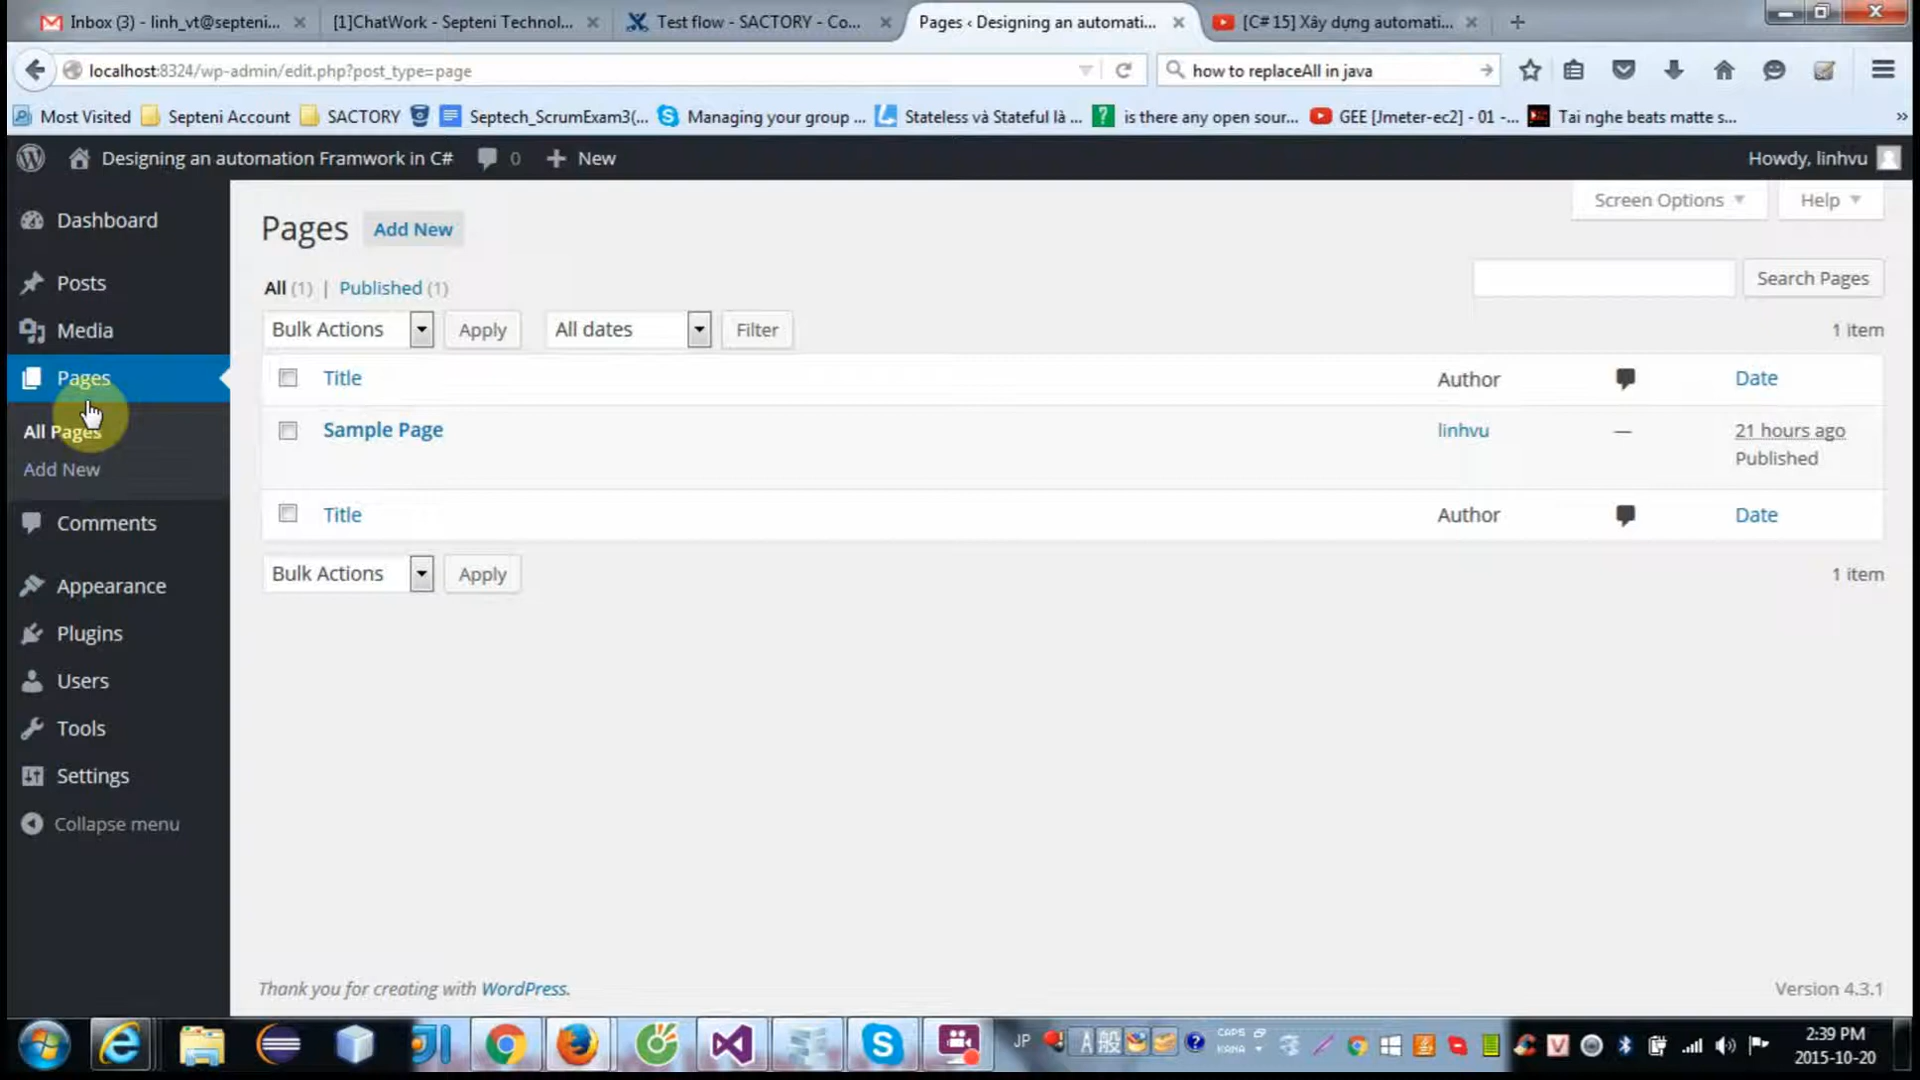 Inbox (3) - linh_vt@septeni...
[1]ChatWork - Septeni Technol...
Test flow - SACTORY - Co...
Pages ‹ Designing an automati...
[C# 15] Xây dựng automati...
localhost:8324/wp-admin/edit.php?post_type=page
how to replaceAll in java
Most Visited
Septeni Account
SACTORY
Septech_ScrumExam3(...
Managing your group ...
Stateless và Stateful là ...
is there any open sour...
GEE [Jmeter-ec2] - 01 -...
Tai nghe beats matte s...
Designing an automation Framwork in C#
0
New
Howdy, linhvu
Dashboard
Posts
Media
Pages
All Pages
Add New
Comments
Appearance
Plugins
Users
Tools
Settings
Collapse menu
Screen Options
Help
Pages
Add New
All (1) | Published (1)
Search Pages
Bulk Actions
Apply
All dates
Filter
1 item
Title
Author
Date
Sample Page
linhvu
—
21 hours ago
Published
Title
Author
Date
Bulk Actions
Apply
1 item
Thank you for creating with WordPress.
Version 4.3.1
JP
A 般
CAPS
KANA
2:39 PM
2015-10-20